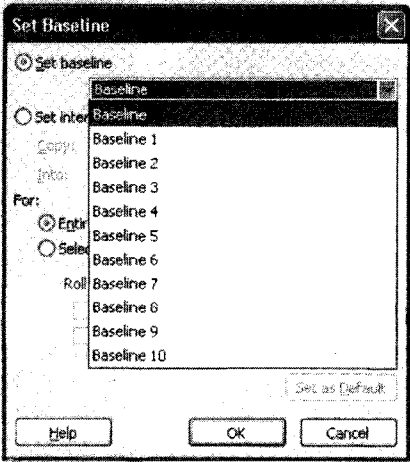 Set Baseline
Set baseline
Baseline
Set inter
Baseline
Copy:
Baseline 1
Baseline 2
Into:
Baseline 3
For:
Baseline 4
Entir
Baseline 5
Selec
Baseline 6
Roll
Baseline 7
Baseline 8
Baseline 9
Baseline 10
Set as Default
Help
OK
Cancel